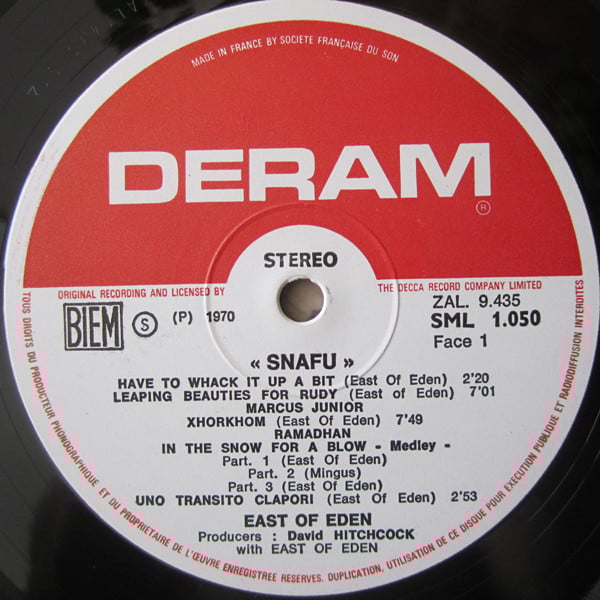 MADE IN FRANCE BY SOCIÉTÉ FRANÇAISE DU SON
DERAM
®
STEREO
ORIGINAL RECORDING AND LICENSED BY THE DECCA RECORD COMPANY LIMITED
BIEM S (P) 1970
ZAL. 9.435
SML 1.050
Face 1
« SNAFU »
HAVE TO WHACK IT UP A BIT (East Of Eden) 2'20
LEAPING BEAUTIES FOR RUDY (East Of Eden) 7'01
MARCUS JUNIOR
XHORKHOM (East Of Eden) 7'49
RAMADHAN
IN THE SNOW FOR A BLOW - Medley -
Part. 1 (East Of Eden)
Part. 2 (Mingus)
Part. 3 (East Of Eden)
UNO TRANSITO CLAPORI (East Of Eden) 2'53
EAST OF EDEN
Producers : David HITCHCOCK
with EAST OF EDEN
TOUS DROITS DU PRODUCTEUR PHONOGRAPHIQUE ET DU PROPRIETAIRE DE L'ŒUVRE ENREGISTREE RESERVES. DUPLICATION, UTILISATION DE CE DISQUE POUR EXECUTION PUBLIQUE ET RADIODIFFUSION INTERDITES